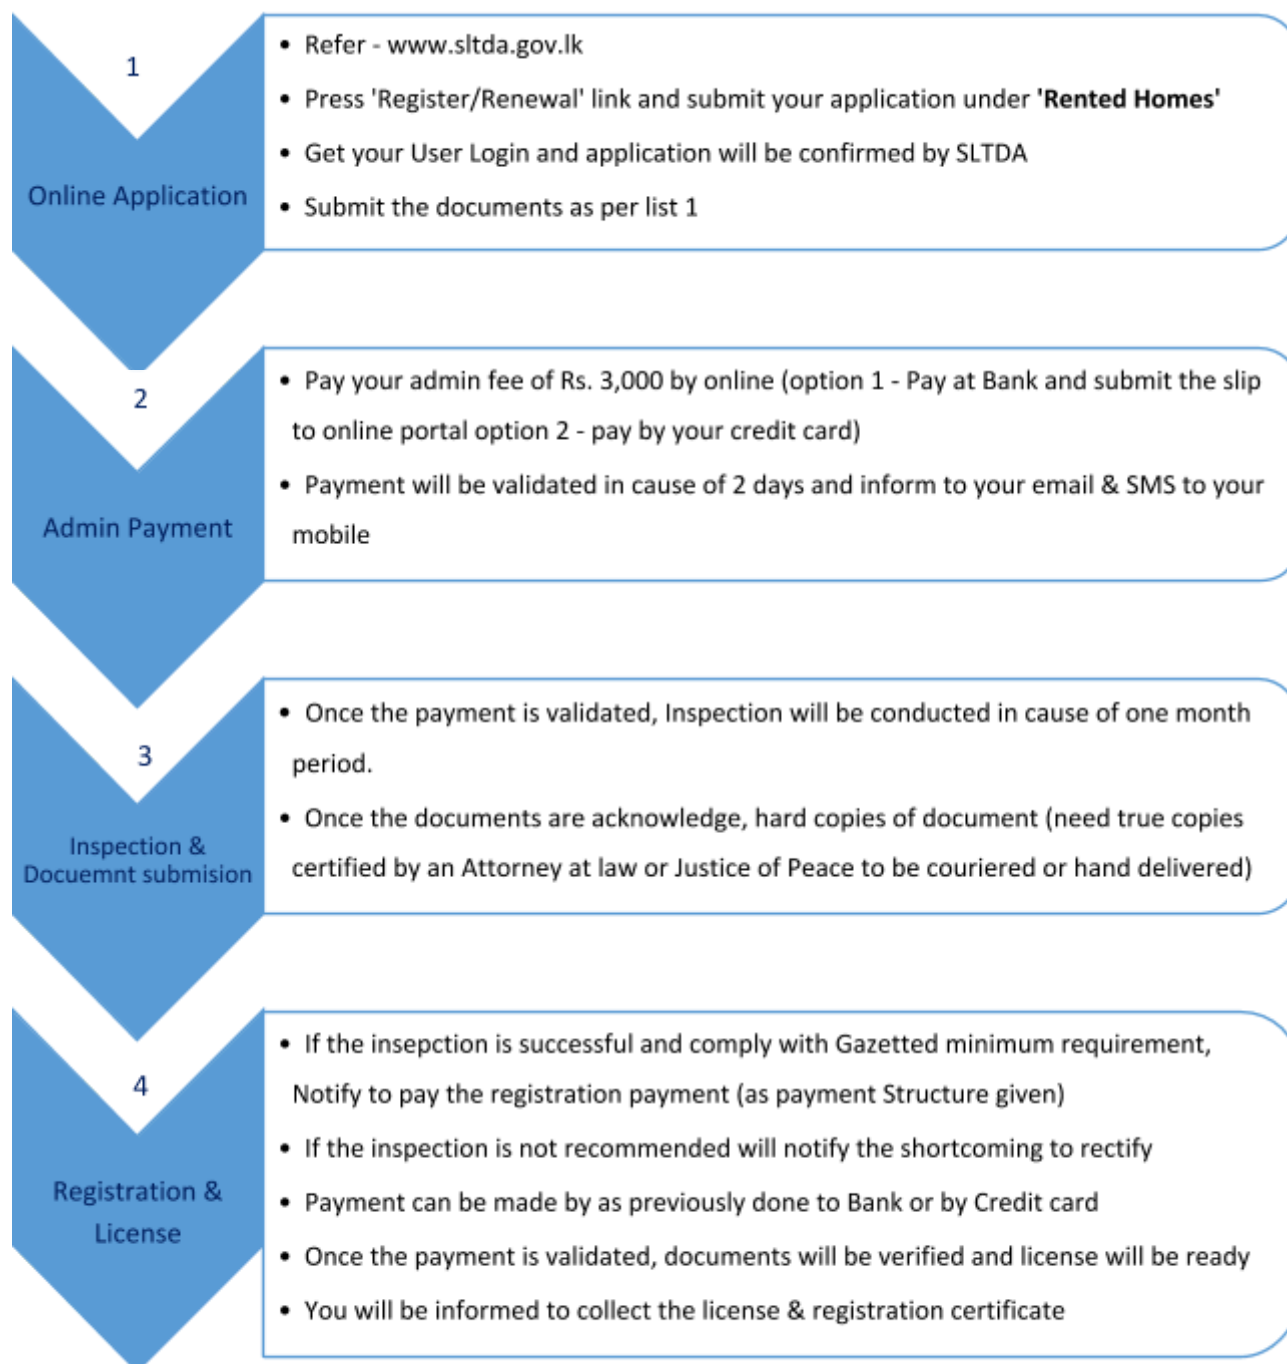 1
Online Application
• Refer - www.sltda.gov.lk
• Press 'Register/Renewal' link and submit your application under 'Rented Homes'
• Get your User Login and application will be confirmed by SLTDA
• Submit the documents as per list 1
2
Admin Payment
• Pay your admin fee of Rs. 3,000 by online (option 1 - Pay at Bank and submit the slip
to online portal option 2 - pay by your credit card)
• Payment will be validated in cause of 2 days and inform to your email & SMS to your
mobile
3
Inspection &
Docuemnt submision
• Once the payment is validated, Inspection will be conducted in cause of one month
period.
• Once the documents are acknowledge, hard copies of document (need true copies
certified by an Attorney at law or Justice of Peace to be couriered or hand delivered)
4
Registration &
License
• If the insepction is successful and comply with Gazetted minimum requirement,
Notify to pay the registration payment (as payment Structure given)
• If the inspection is not recommended will notify the shortcoming to rectify
• Payment can be made by as previously done to Bank or by Credit card
• Once the payment is validated, documents will be verified and license will be ready
• You will be informed to collect the license & registration certificate